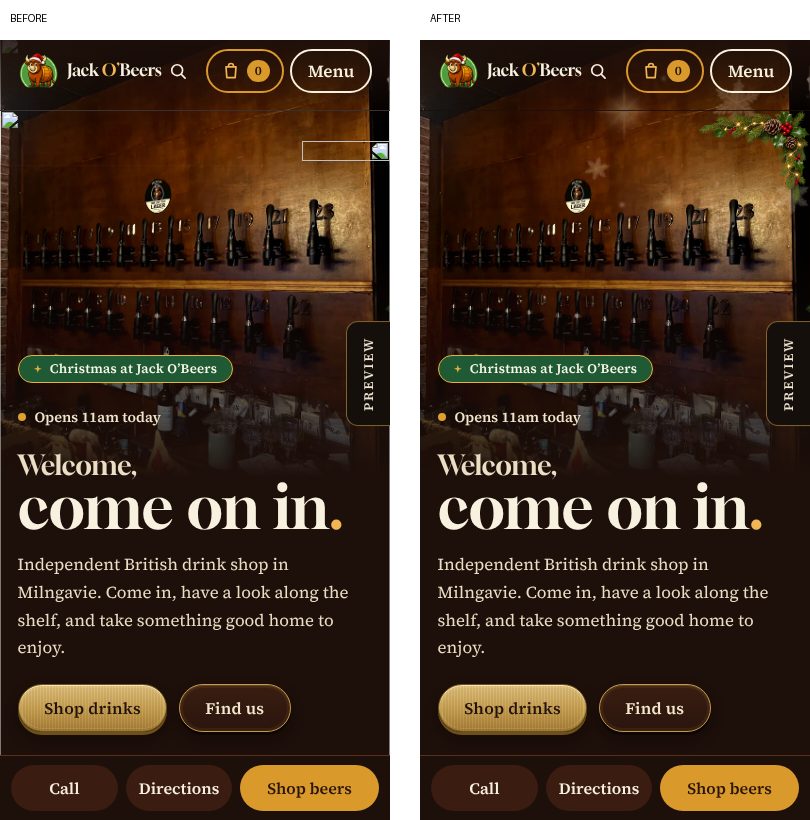 BEFORE
Jack O'Beers
0
Menu
LAGER
PREVIEW
Christmas at Jack O'Beers
Opens 11am today
Welcome,
come on in.
Independent British drink shop in
Milngavie. Come in, have a look along the
shelf, and take something good home to
enjoy.
Shop drinks
Find us
Call
Directions
Shop beers
AFTER
Jack O'Beers
0
Menu
LAGER
PREVIEW
Christmas at Jack O'Beers
Opens 11am today
Welcome,
come on in.
Independent British drink shop in
Milngavie. Come in, have a look along the
shelf, and take something good home to
enjoy.
Shop drinks
Find us
Call
Directions
Shop beers